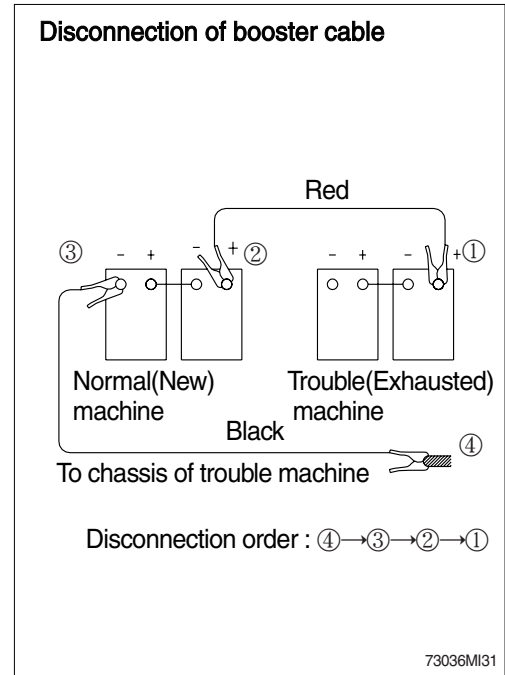 Disconnection of booster cable
Red
③ - + - + ② - + - + ①
Normal(New) Trouble(Exhausted)
machine machine
Black
④
To chassis of trouble machine
Disconnection order : ④→③→②→①
73036MI31